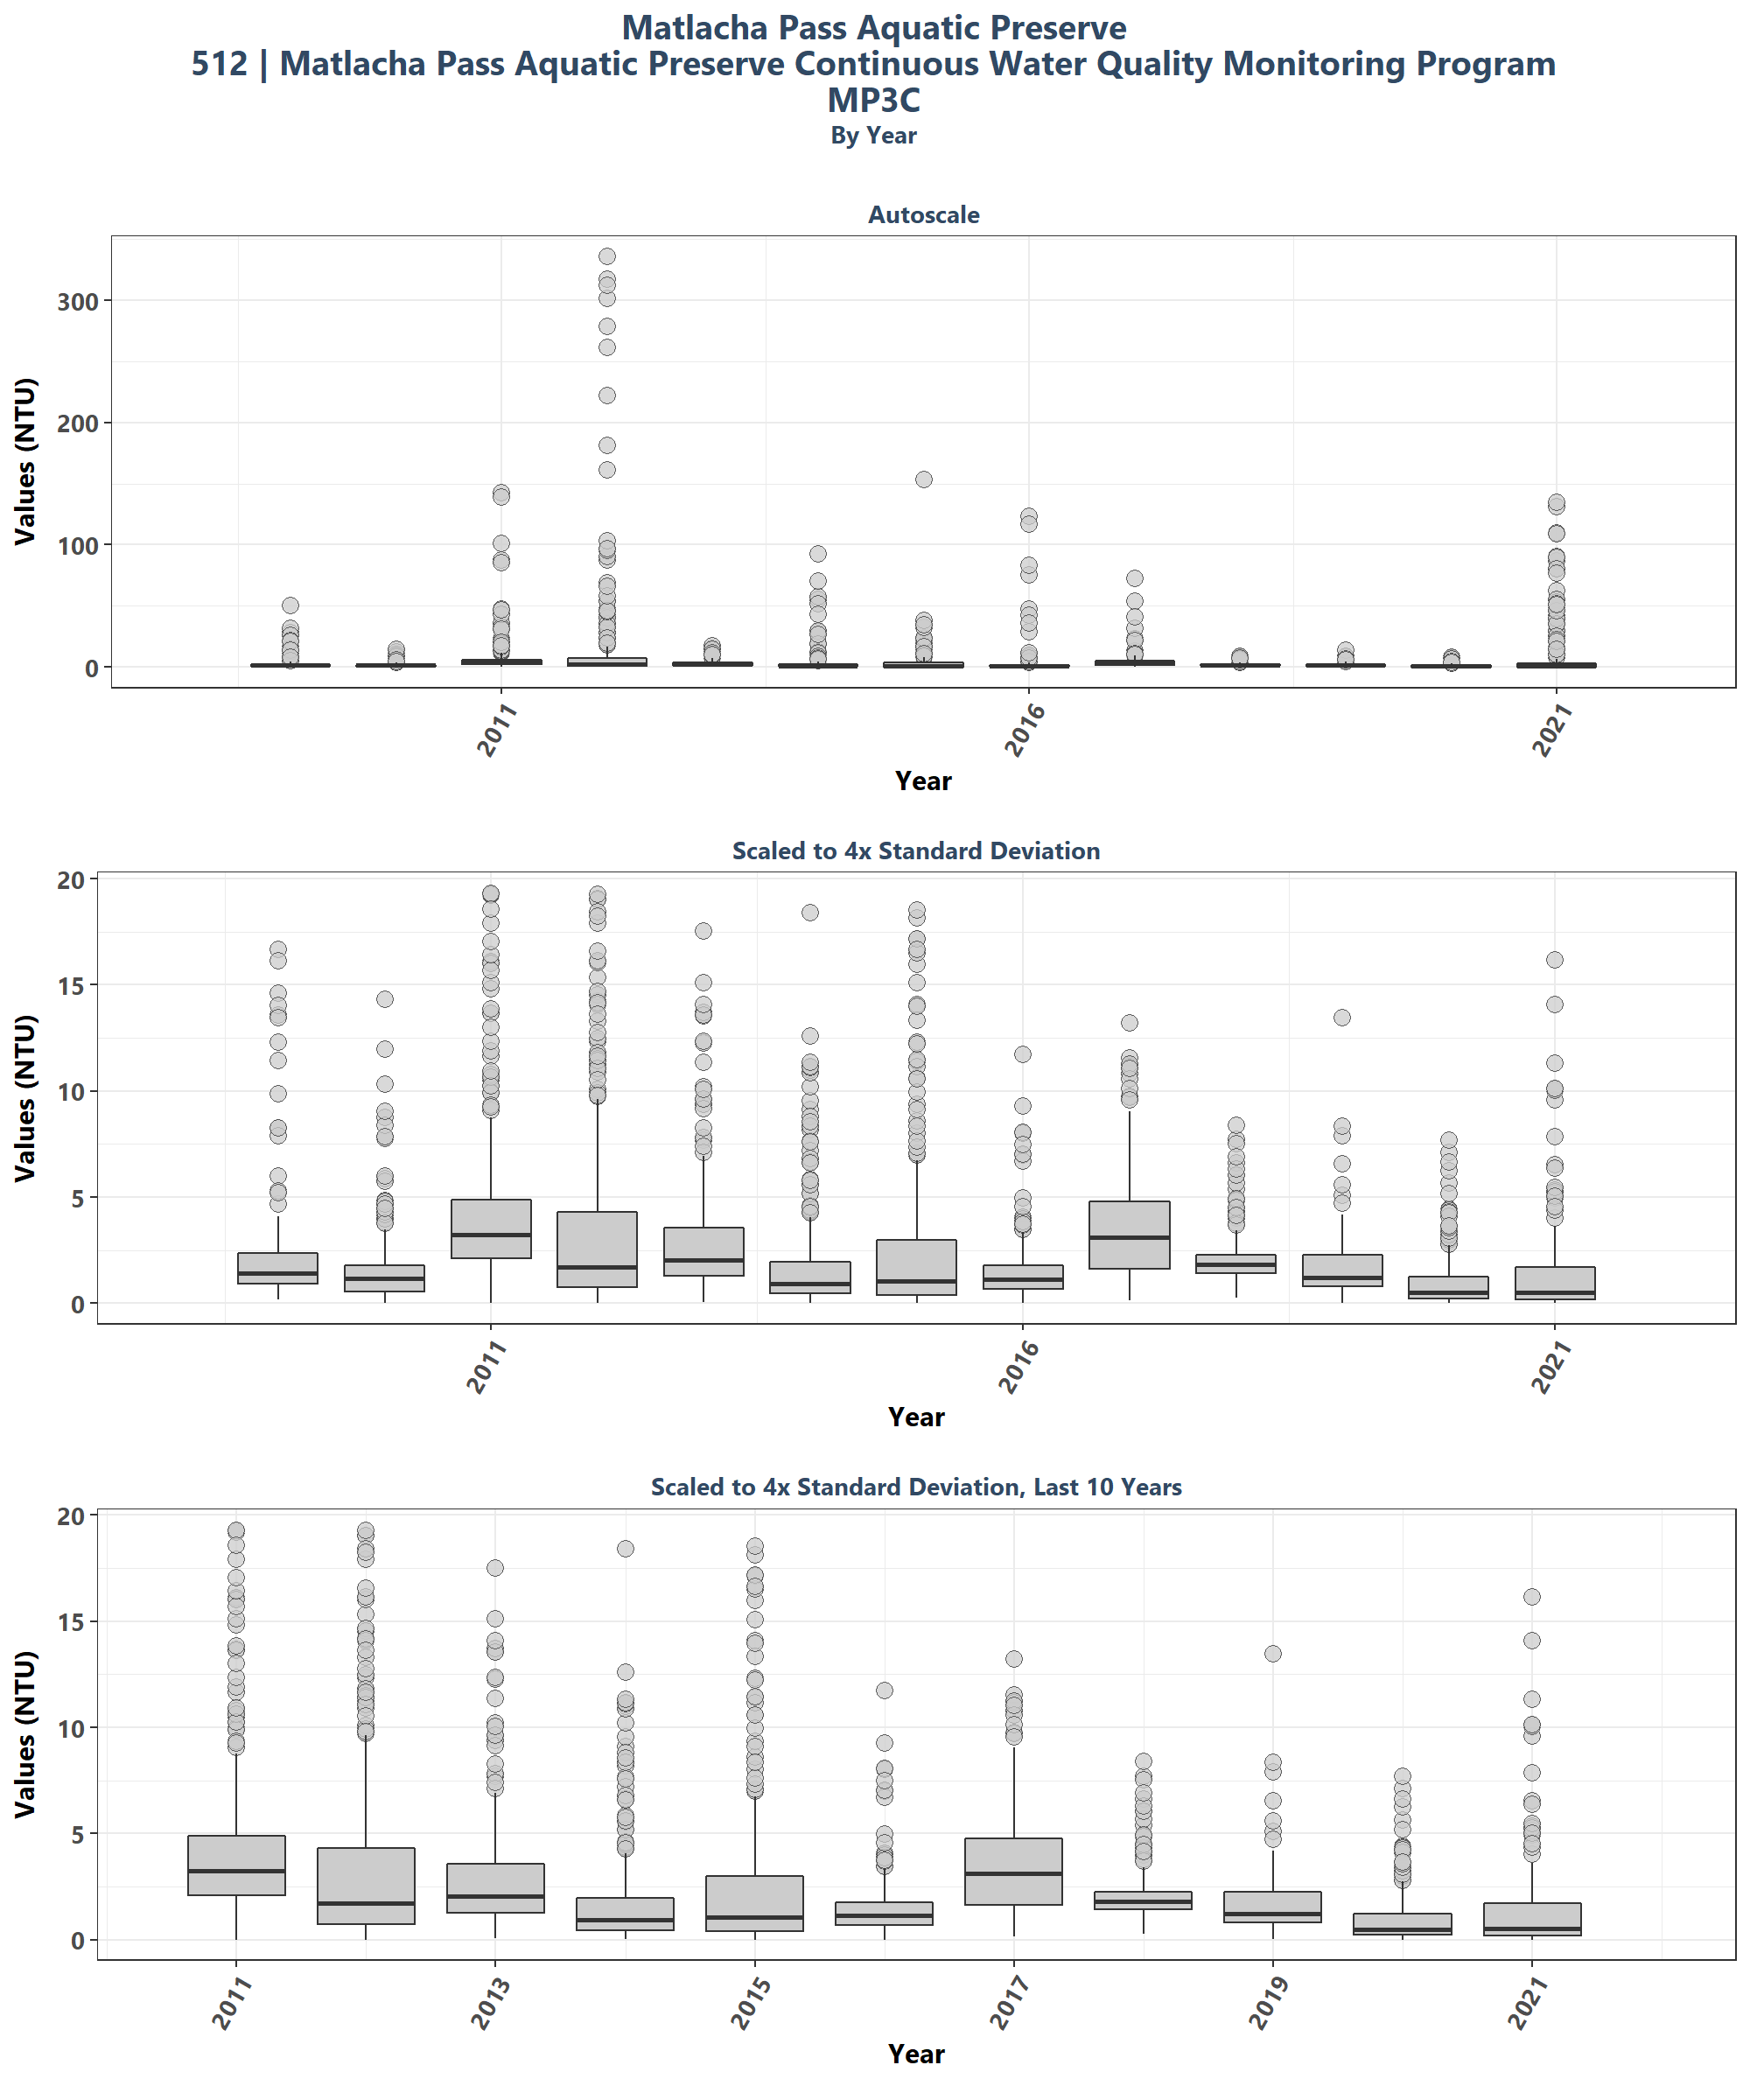 Matlacha Pass Aquatic Preserve
512 | Matlacha Pass Aquatic Preserve Continuous Water Quality Monitoring Program
MP3C
By Year
Autoscale
Values (NTU)
300
200
100
0
2011
2016
2021
Year
Scaled to 4x Standard Deviation
Values (NTU)
20
15
10
5
0
2011
2016
2021
Year
Scaled to 4x Standard Deviation, Last 10 Years
Values (NTU)
20
15
10
5
0
2011
2013
2015
2017
2019
2021
Year